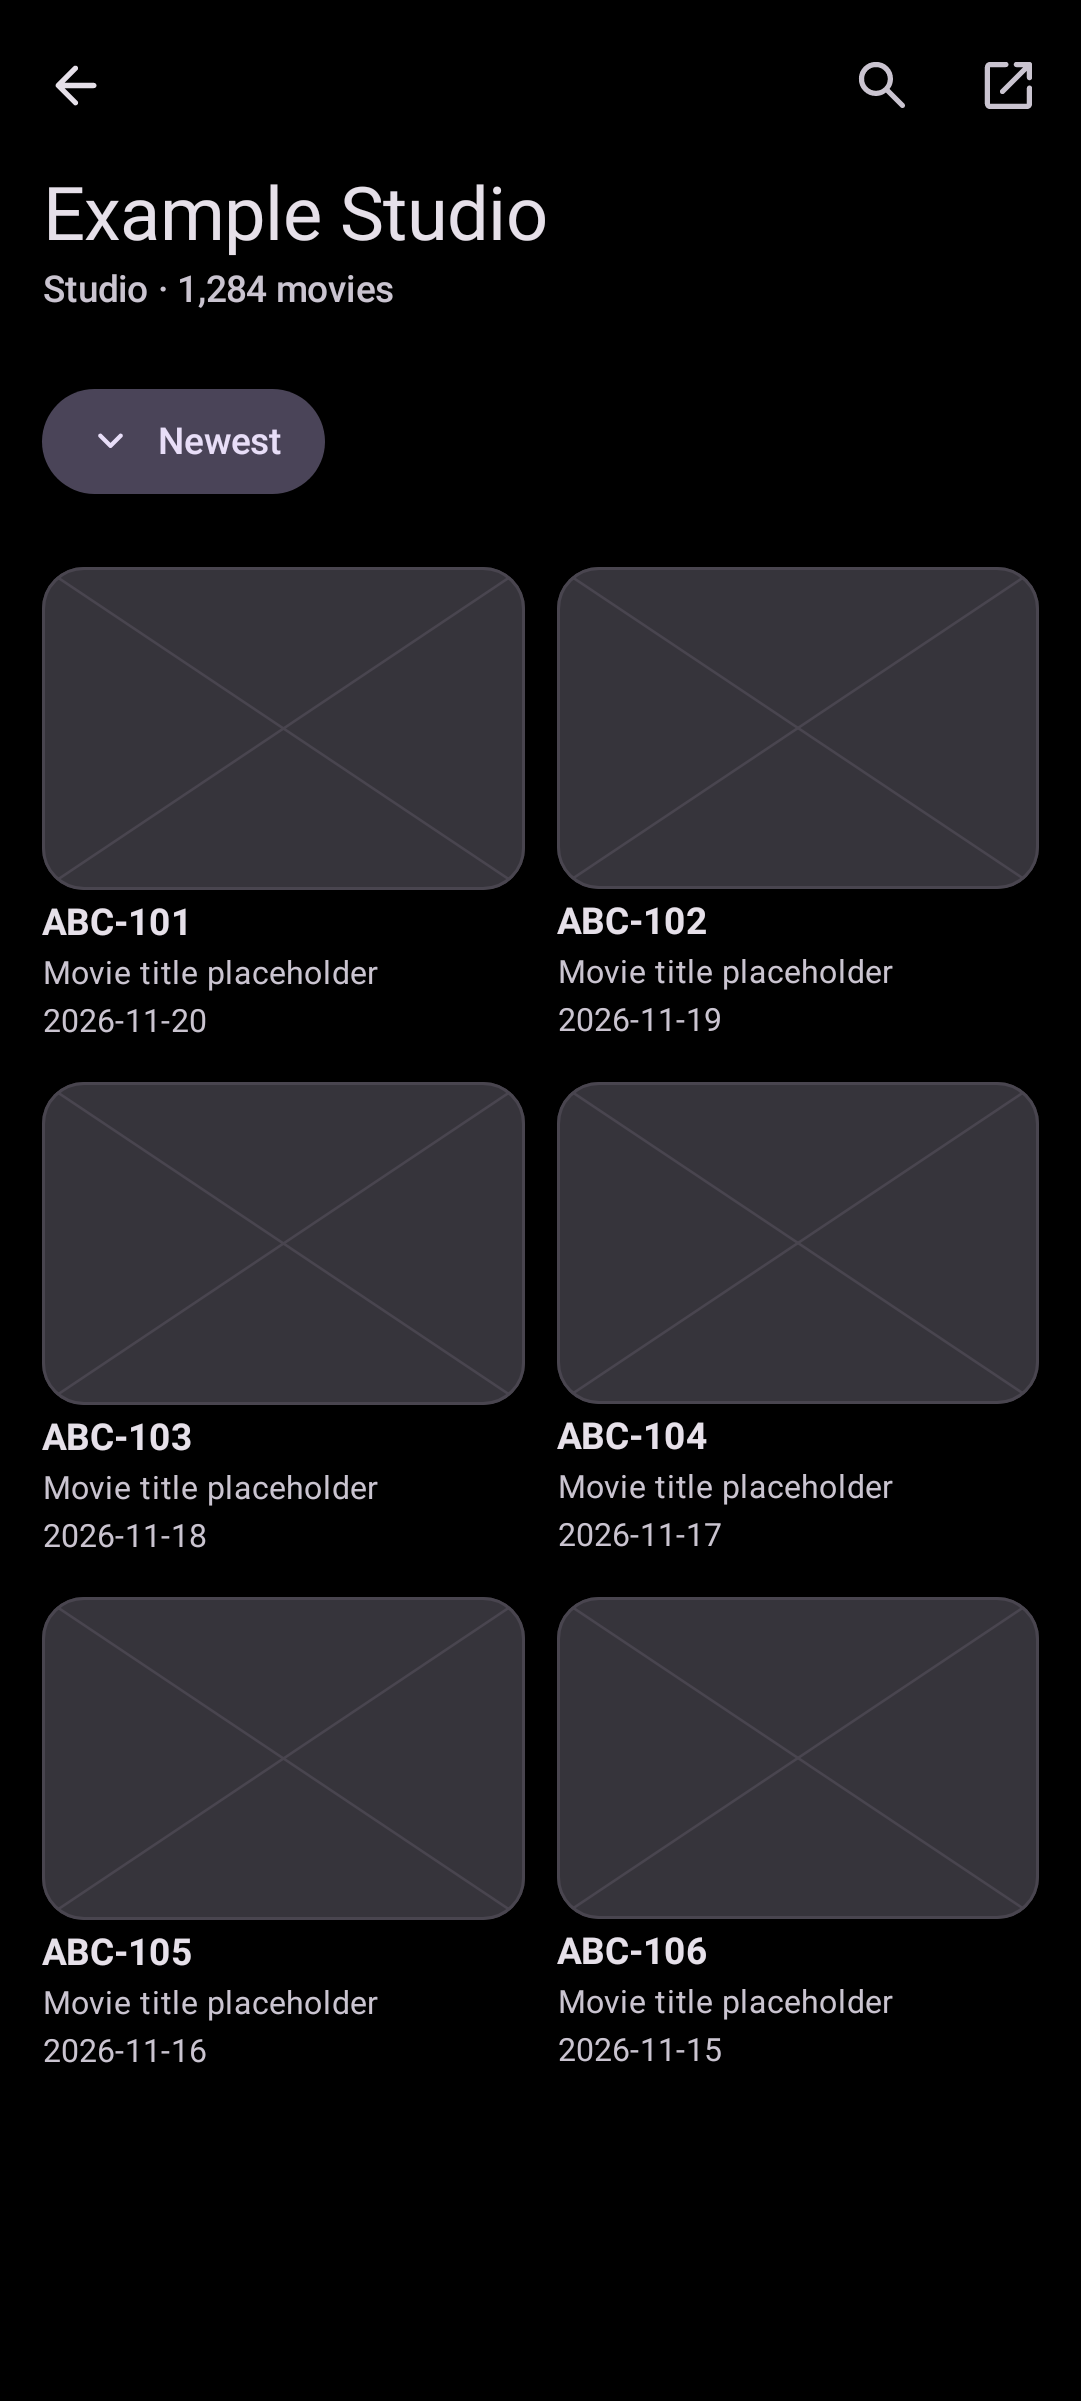 Example Studio
Studio · 1,284 movies
Newest
ABC-101
Movie title placeholder
2026-11-20
ABC-102
Movie title placeholder
2026-11-19
ABC-103
Movie title placeholder
2026-11-18
ABC-104
Movie title placeholder
2026-11-17
ABC-105
Movie title placeholder
2026-11-16
ABC-106
Movie title placeholder
2026-11-15